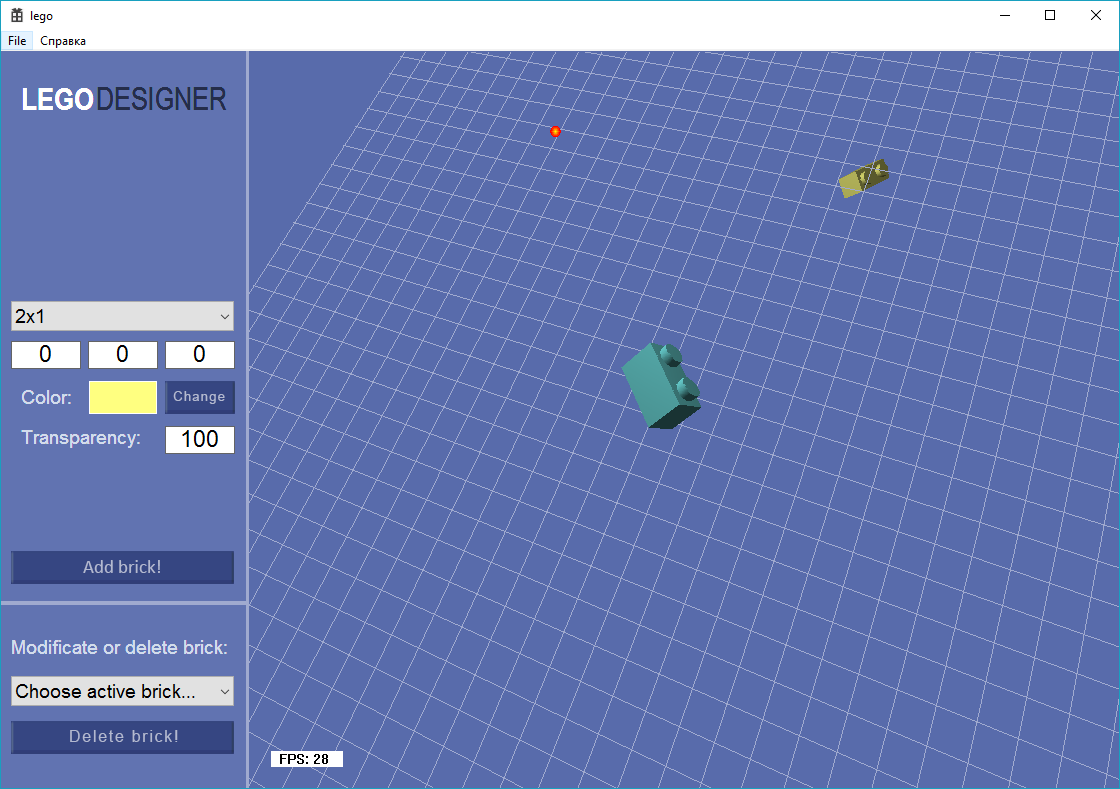 lego
File Справка
LEGODESIGNER
2x1
0 0 0
Color: Change
Transparency: 100
Add brick!
Modificate or delete brick:
Choose active brick...
Delete brick!
FPS: 28